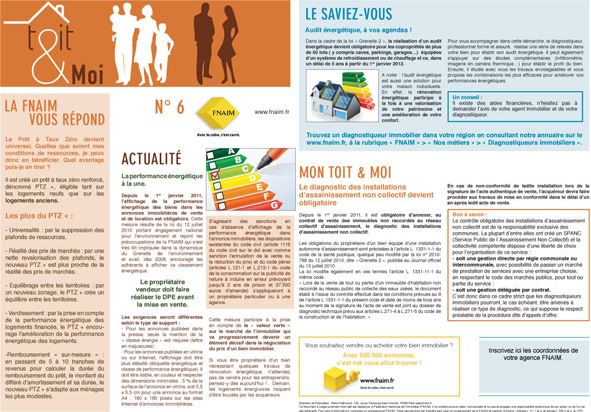 toit
& Moi
LA FNAIM
VOUS RÉPOND
Le Prêt à Taux Zéro devient
universel. Quelles que soient mes
conditions de ressources, je peux
donc en bénéficier. Quel avantage
puis-je en tirer ?
Il est créé un prêt à taux zéro renforcé,
dénommé PTZ +, éligible tant sur
les logements neufs que sur les
logements anciens.
Les plus du PTZ + :
- Universalité : par la suppression des
plafonds de ressources.
- Réalité des prix de marchés : par une
nette revalorisation des plafonds, le
nouveau PTZ + est plus proche de la
réalité des prix de marchés.
- Equilibrage entre les territoires : par
un nouveau zonage, le PTZ + crée un
équilibre entre les territoires.
- Verdissement : par la prise en compte
de la performance énergétique des
logements financés, le PTZ + encou-
rage l'amélioration de la performance
énergétique des logements.
-Remboursement « sur-mesure » :
en passant de 5 à 10 tranches de
revenus pour calculer la durée du
remboursement du prêt, le montant du
différé d'amortissement et sa durée, le
nouveau PTZ + s'adapte aux ménages
les plus modestes.
N° 6
FNAIM
Avec le cube, c'est carré.
www.fnaim.fr
ACTUALITÉ
La performance énergétique
à la une.
Depuis le 1er janvier 2011,
l'affichage de la performance
énergétique des biens dans les
annonces immobilières de vente
et de location est obligatoire. Cette
mesure résulte de la loi du 12 juillet
2010 portant engagement national
pour l'environnement et rejoint les
préoccupations de la FNAIM qui s'est
très tôt impliquée dans la dynamique
du Grenelle de l'environnement
et avait, dès 2008, encouragé les
adhérents à afficher ce classement
énergétique.
Le propriétaire
vendeur doit faire
réaliser le DPE avant
la mise en vente.
Les exigences seront différentes
selon le type de support :
- Pour les annonces publiées dans
la presse, seule la mention de la
« classe énergie » est requise (lettre
en majuscules).
- Pour les annonces publiées en vitrine
ou sur Internet, l'affichage doit être
plus détaillé (étiquette énergétique et
classe de performance énergétique). Il
doit être lisible, en couleur et respecter
des dimensions minimales : 5 % de la
surface de l'annonce en vitrine, soit 5,5
x 5,5 cm pour une annonce au format
A4 ; 180 x 180 pixels sur les sites
Internet d'annonces immobilières.
S'agissant des sanctions en
cas d'absence d'affichage de la
performance énergétique dans
l'annonce immobilière, les dispositions
existantes du code civil (article 1116
du code civil sur le dol avec comme
sanction l'annulation de la vente ou
la réduction du prix) et du code pénal
(articles L.121-1 et L.213-1 du code
de la consommation sur la publicité de
nature à induire en erreur prévoyant
jusqu'à 2 ans de prison et 37.500
euros d'amende) s'appliqueront à
un propriétaire particulier ou à une
agence.
Cette mesure participe à la prise
en compte de la « valeur verte »
sur le marché de l'immobilier qui
va progressivement devenir un
élément décisif dans la négociation
du prix d'un bien immobilier.
Si vous être propriétaire d'un bien
nécessitant quelques travaux de
rénovation énergétique, n'attendez
pas de vendre pour les entreprendre,
pensez-y dès aujourd'hui ! Demain,
les logements énergivores risquent
d'être boudés par les acquéreurs.
LE SAVIEZ-VOUS
Audit énergétique, à vos agendas !
Dans la cadre de la loi « Grenelle 2 », la réalisation d'un audit
énergétique devient obligatoire pour les copropriétés de plus
de 50 lots ( y compris caves, parkings, garages…) équipées
d'un système de refroidissement ou de chauffage et ce, dans
un délai de 5 ans à partir du 1er janvier 2012.
A noter : l'audit énergétique
est aussi une solution pour
votre maison individuelle.
En effet, la rénovation
énergétique participe à
la fois à une valorisation
de votre patrimoine et
une amélioration de votre
confort.
Pour vous accompagner dans cette démarche, le diagnostiqueur,
professionnel formé et assuré, réalise une série de relevés dans
votre bien pour établir son audit énergétique. Il peut également
s'appuyer sur des études complémentaires (infiltrométrie,
imagerie en caméra thermique...) pour établir le profil du bien.
Ensuite, il étudie avec vous les travaux envisageables et vous
propose les combinaisons les plus efficaces pour améliorer vos
performances énergétiques.
Un conseil :
Il existe des aides financières, n'hésitez pas à
demander l'avis de votre agent immobilier et de votre
diagnostiqueur.
Trouvez un diagnostiqueur immobilier dans votre région en consultant notre annuaire sur le
www.fnaim.fr, à la rubrique « FNAIM » > « Nos métiers » > « Diagnostiqueurs immobiliers ».
MON TOIT & MOI
Le diagnostic des installations
d'assainissement non collectif devient
obligatoire
Depuis le 1er janvier 2011, il est obligatoire d'annexer, au
contrat de vente des immeubles non raccordés au réseau
collectif d'assainissement, le diagnostic des installations
d'assainissement non collectif.
Les obligations du propriétaire d'un bien équipé d'une installation
autonome d'assainissement sont précisées à l'article L. 1331-1-1 du
code de la santé publique, lequel a été modifié par la loi n° 2010-
788 du 12 juillet 2010, dite « Grenelle 2 », publiée au Journal officiel
du 13 juillet 2010.
La loi modifie également en ces termes l'article L. 1331-11-1 du
même code :
« Lors de la vente de tout ou partie d'un immeuble d'habitation non
raccordé au réseau public de collecte des eaux usées, le document
établi à l'issue du contrôle effectué dans les conditions prévues au II
de l'article L.1331-1-1 du présent code et daté de moins de trois ans
au moment de la signature de l'acte de vente est joint au dossier de
diagnostic technique prévu aux articles L.271-4 à L.271-5 du code de
la construction et de l'habitation. »
En cas de non-conformité de ladite installation lors de la
signature de l'acte authentique de vente, l'acquéreur devra faire
procéder aux travaux de mise en conformité dans le délai d'un
an après ledit acte de vente.
Bon à savoir :
Le contrôle obligatoire des installations d'assainissement
non collectif est de la responsabilité exclusive des
communes. La plupart d'entre elles ont créé un SPANC
(Service Public de l'Assainissement Non Collectif) et la
collectivité compétente dispose d'une liberté de choix
pour l'organisation de ce service :
- soit une gestion directe par régie communale ou
intercommunale, avec possibilité de passer un marché
de prestation de services avec une entreprise choisie,
en respectant le code des marchés publics, pour tout ou
partie du service :
- soit une gestion déléguée par contrat.
C'est donc dans ce cadre strict que les diagnostiqueurs
immobiliers pourront, le cas échéant, être amenés à
réaliser ce type de diagnostic, ce qui suppose le respect
préalable de la procédure dite d'appels d'offre.
Vous souhaitez vendre ou acheter votre bien immobilier ?
Avec 500 000 annonces,
c'est net vous allez trouver !
www.fnaim.fr
Inscrivez ici les coordonnées de
votre agence FNAIM.